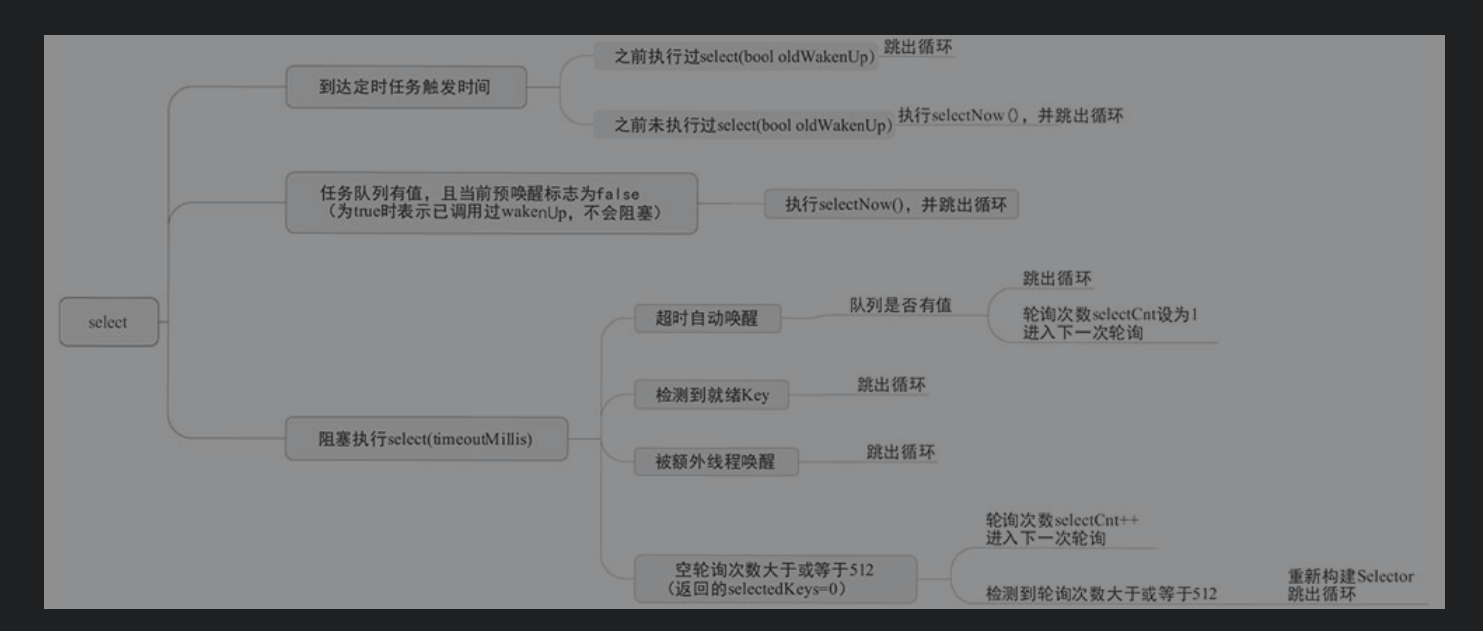 select
到达定时任务触发时间
之前执行过select(bool oldWakenUp)
跳出循环
之前未执行过select(bool oldWakenUp)
执行selectNow()，并跳出循环
任务队列有值，且当前预唤醒标志为false
（为true时表示已调用过wakenUp，不会阻塞）
执行selectNow()，并跳出循环
阻塞执行select(timeoutMillis)
超时自动唤醒
队列是否有值
跳出循环
轮询次数selectCnt设为1
进入下一次轮询
检测到就绪Key
跳出循环
被额外线程唤醒
跳出循环
空轮询次数大于或等于512
（返回的selectedKeys=0）
轮询次数selectCnt++
进入下一次轮询
检测到轮询次数大于或等于512
重新构建Selector
跳出循环